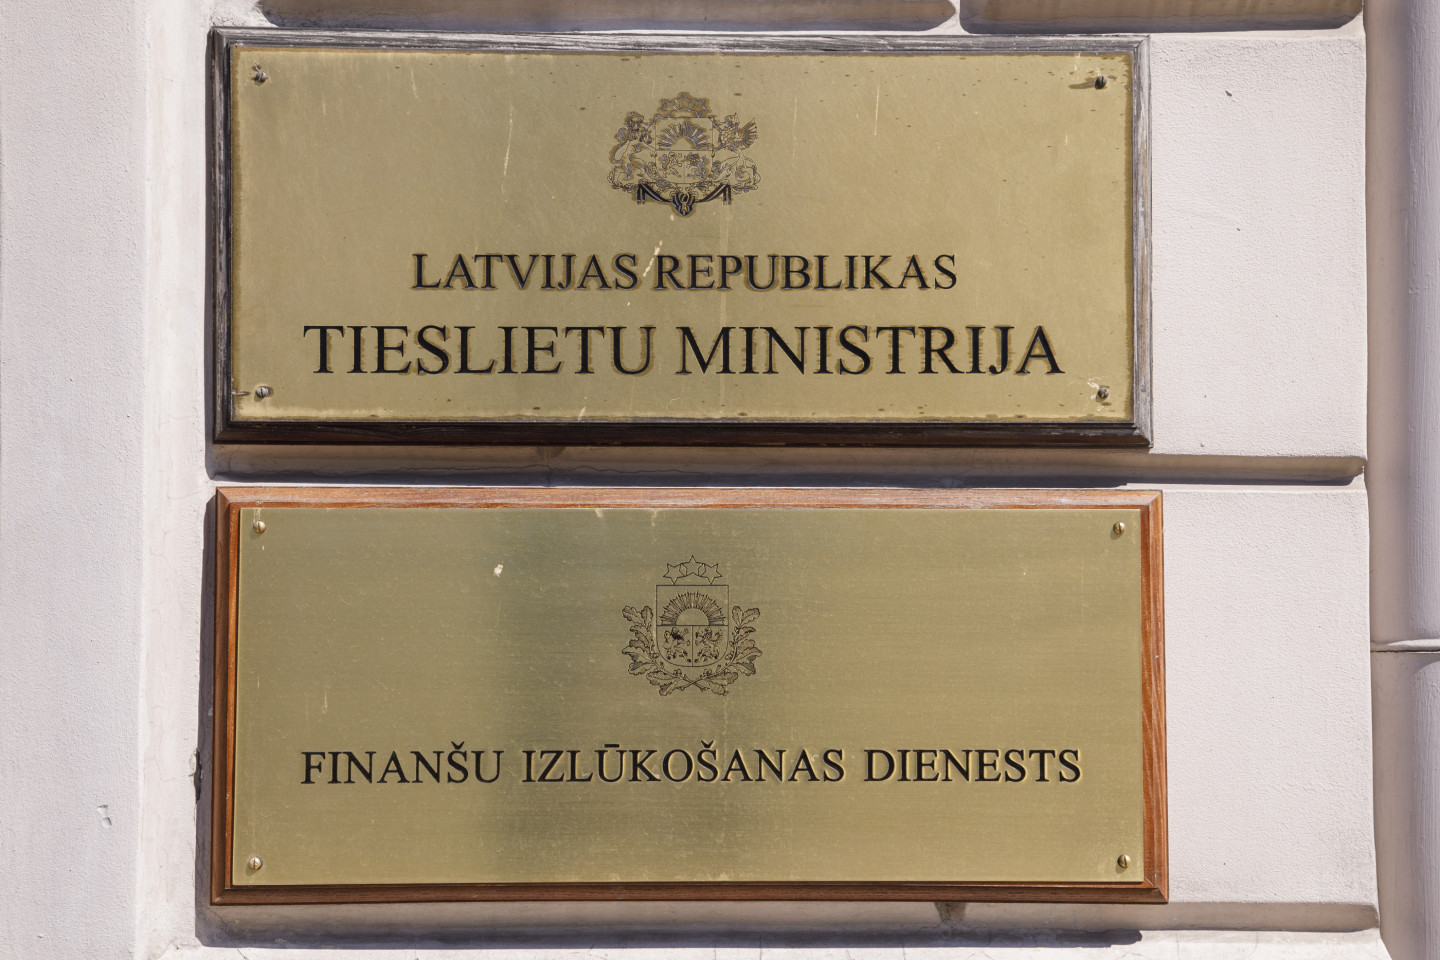 LATVIJAS REPUBLIKAS
TIESLIETU MINISTRIJA
FINANŠU IZLŪKOŠANAS DIENESTS